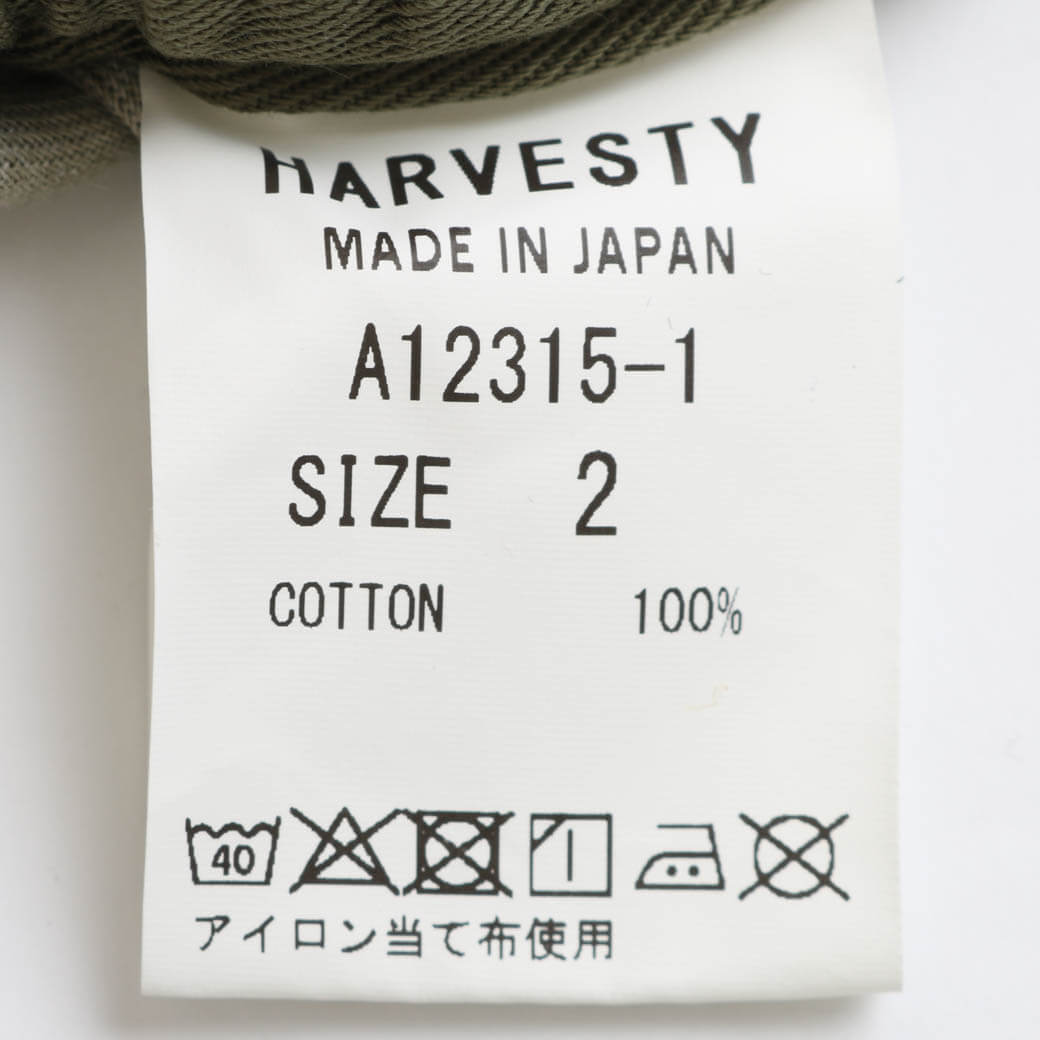 HARVESTY
MADE IN JAPAN
A12315-1
SIZE 2
COTTON 100%
40
アイロン当て布使用